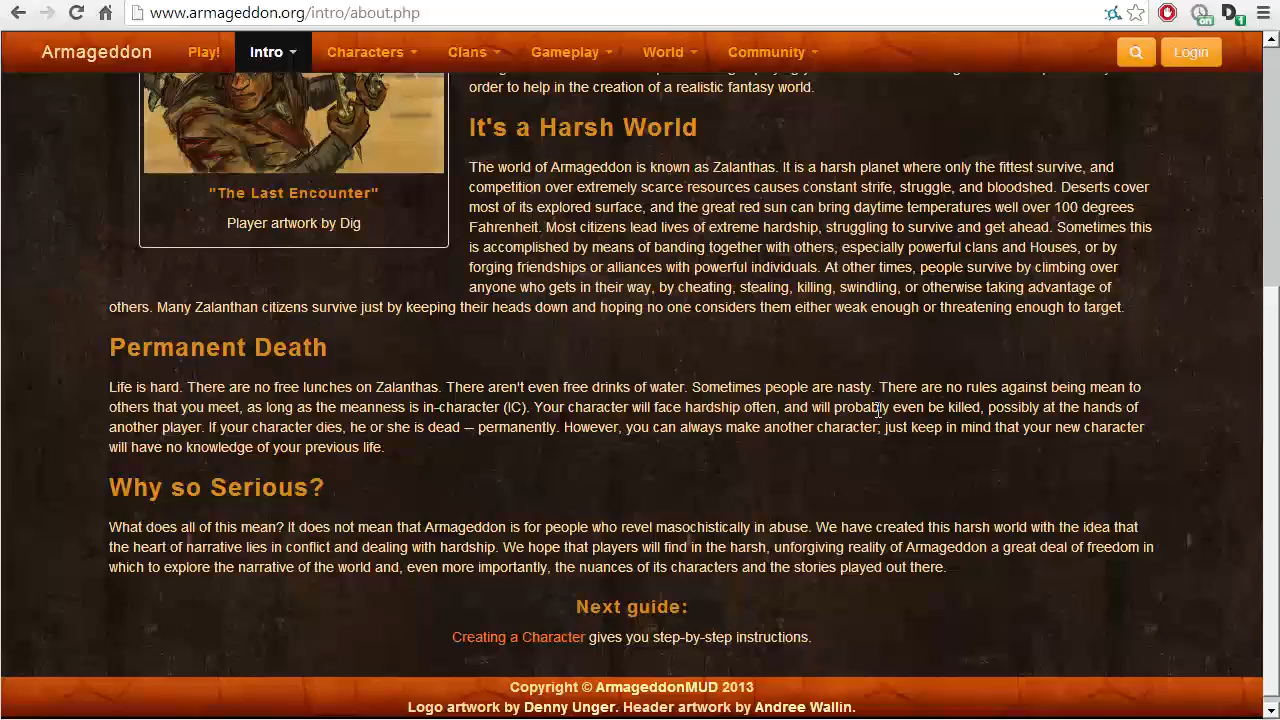 www.armageddon.org/intro/about.php
Armageddon Play! Intro Characters Clans Gameplay World Community Login
order to help in the creation of a realistic fantasy world.
It's a Harsh World
The world of Armageddon is known as Zalanthas. It is a harsh planet where only the fittest survive, and
competition over extremely scarce resources causes constant strife, struggle, and bloodshed. Deserts cover
most of its explored surface, and the great red sun can bring daytime temperatures well over 100 degrees
Fahrenheit. Most citizens lead lives of extreme hardship, struggling to survive and get ahead. Sometimes this
is accomplished by means of banding together with others, especially powerful clans and Houses, or by
forging friendships or alliances with powerful individuals. At other times, people survive by climbing over
anyone who gets in their way, by cheating, stealing, killing, swindling, or otherwise taking advantage of
others. Many Zalanthan citizens survive just by keeping their heads down and hoping no one considers them either weak enough or threatening enough to target.
"The Last Encounter"
Player artwork by Dig
Permanent Death
Life is hard. There are no free lunches on Zalanthas. There aren't even free drinks of water. Sometimes people are nasty. There are no rules against being mean to
others that you meet, as long as the meanness is in-character (IC). Your character will face hardship often, and will probably even be killed, possibly at the hands of
another player. If your character dies, he or she is dead -- permanently. However, you can always make another character; just keep in mind that your new character
will have no knowledge of your previous life.
Why so Serious?
What does all of this mean? It does not mean that Armageddon is for people who revel masochistically in abuse. We have created this harsh world with the idea that
the heart of narrative lies in conflict and dealing with hardship. We hope that players will find in the harsh, unforgiving reality of Armageddon a great deal of freedom in
which to explore the narrative of the world and, even more importantly, the nuances of its characters and the stories played out there.
Next guide:
Creating a Character gives you step-by-step instructions.
Copyright © ArmageddonMUD 2013
Logo artwork by Denny Unger. Header artwork by Andree Wallin.